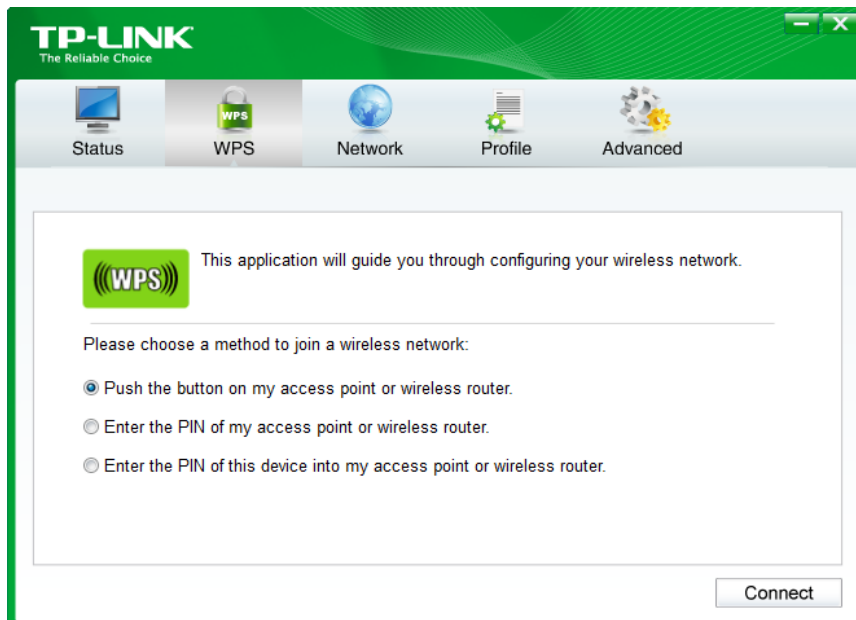 TP-LINK
The Reliable Choice
Status WPS Network Profile Advanced
WPS
(((WPS)))
This application will guide you through configuring your wireless network.
Please choose a method to join a wireless network:
Push the button on my access point or wireless router.
Enter the PIN of my access point or wireless router.
Enter the PIN of this device into my access point or wireless router.
Connect